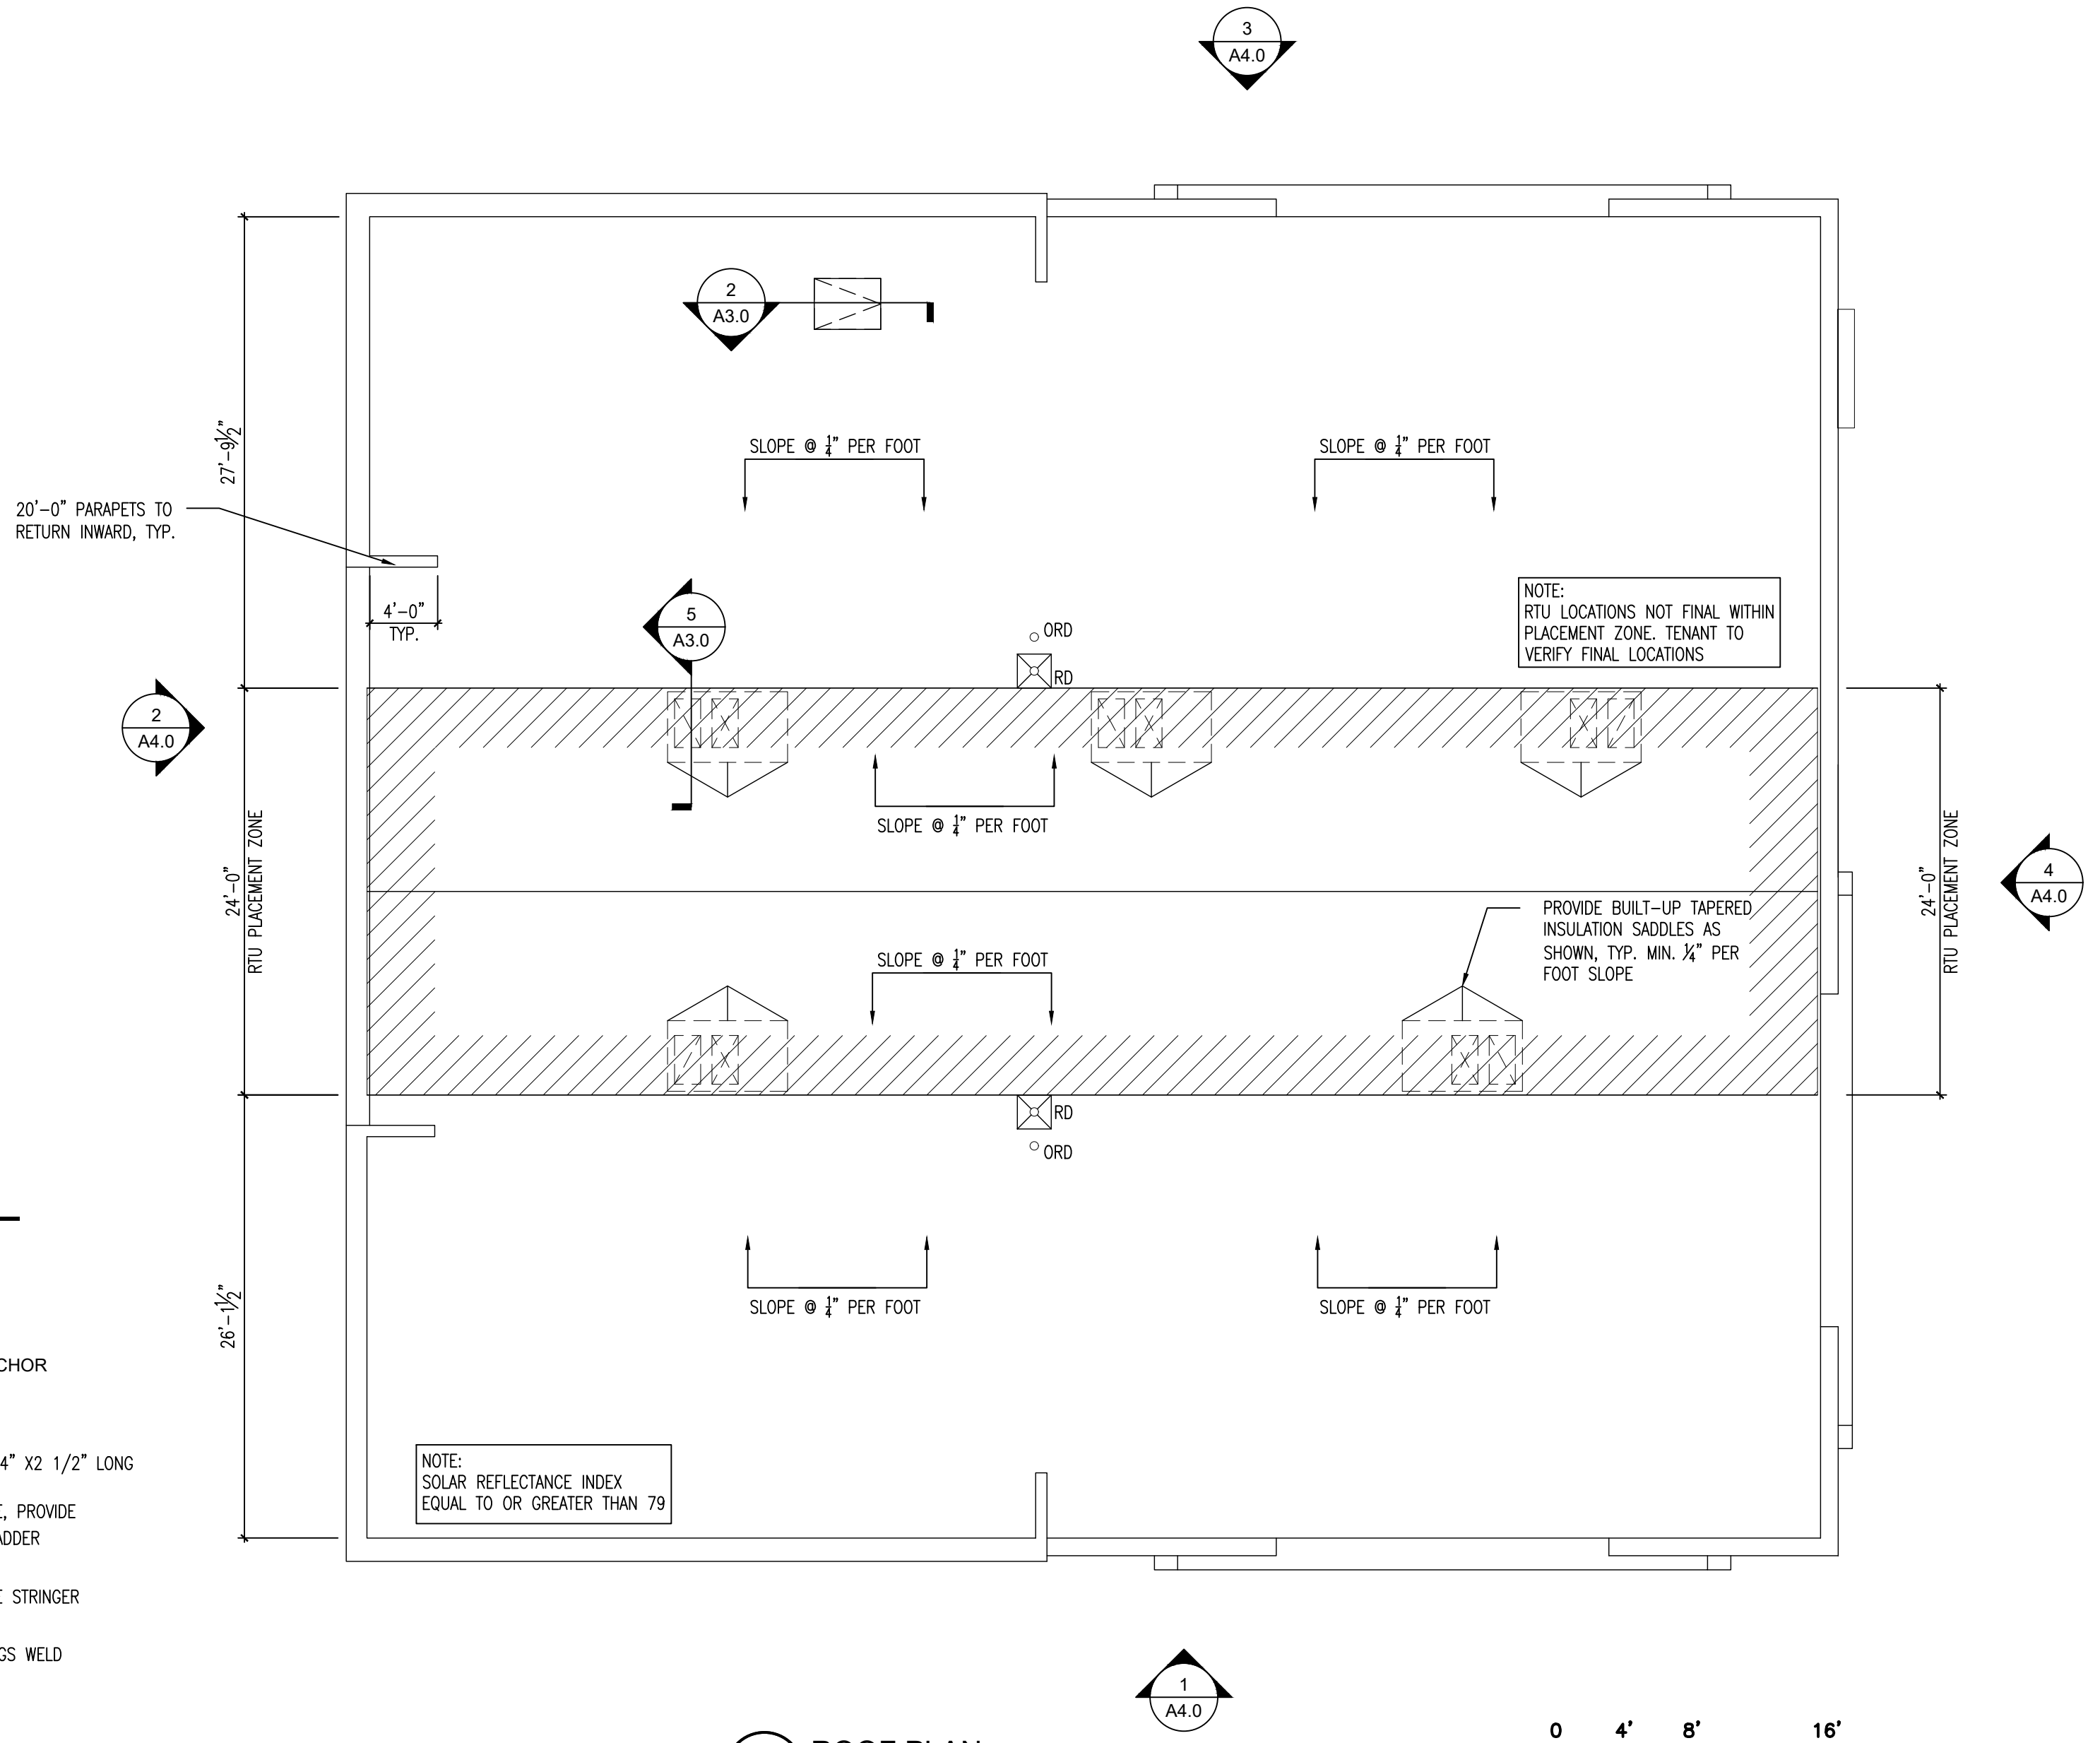 3
A4.0
2
A3.0
27'-9½"
SLOPE @ ¼" PER FOOT
SLOPE @ ¼" PER FOOT
20'-0" PARAPETS TO
RETURN INWARD, TYP.
4'-0"
TYP.
5
A3.0
ORD
RD
NOTE:
RTU LOCATIONS NOT FINAL WITHIN
PLACEMENT ZONE. TENANT TO
VERIFY FINAL LOCATIONS
2
A4.0
SLOPE @ ¼" PER FOOT
24'-0"
RTU PLACEMENT ZONE
24'-0"
RTU PLACEMENT ZONE
4
A4.0
PROVIDE BUILT-UP TAPERED
INSULATION SADDLES AS
SHOWN, TYP. MIN. ¼" PER
FOOT SLOPE
SLOPE @ ¼" PER FOOT
RD
ORD
26'-1½"
SLOPE @ ¼" PER FOOT
SLOPE @ ¼" PER FOOT
CHOR
4" X2 1/2" LONG
E, PROVIDE
ADDER
E STRINGER
GS WELD
NOTE:
SOLAR REFLECTANCE INDEX
EQUAL TO OR GREATER THAN 79
1
A4.0
ROOF PLAN
0 4' 8' 16'